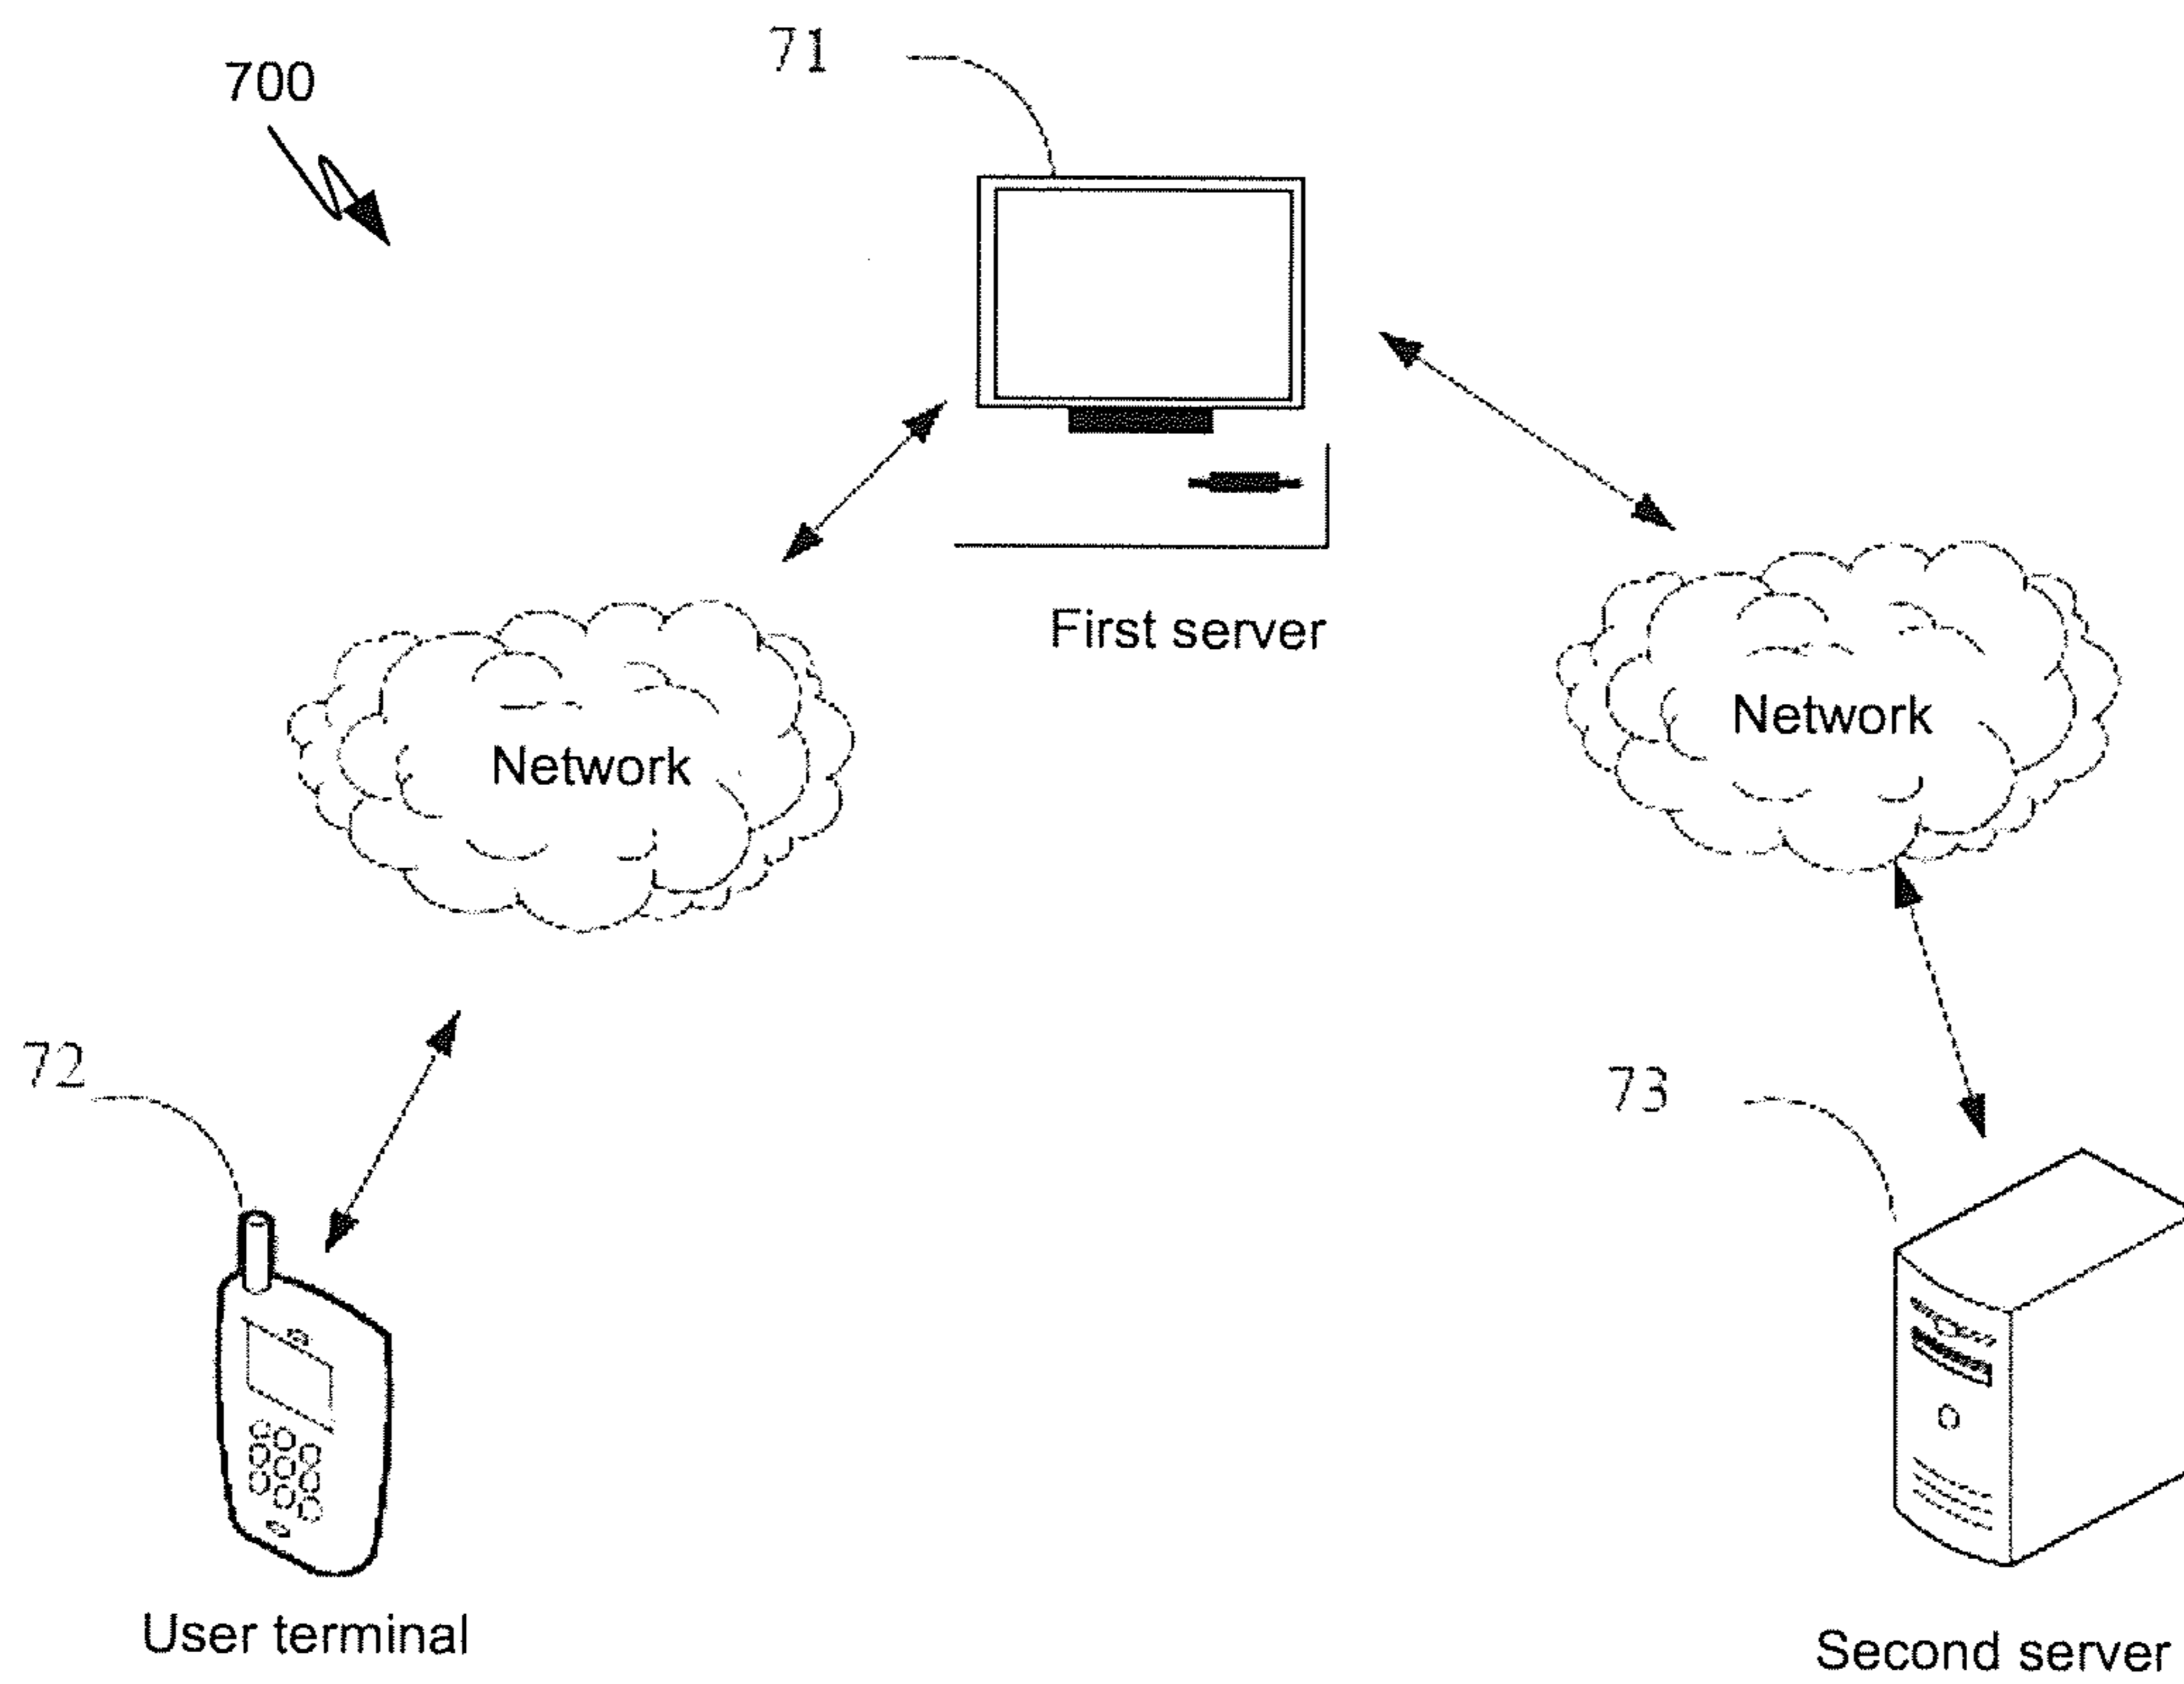 71
700
First server
Network
Network
72
73
User terminal
Second server